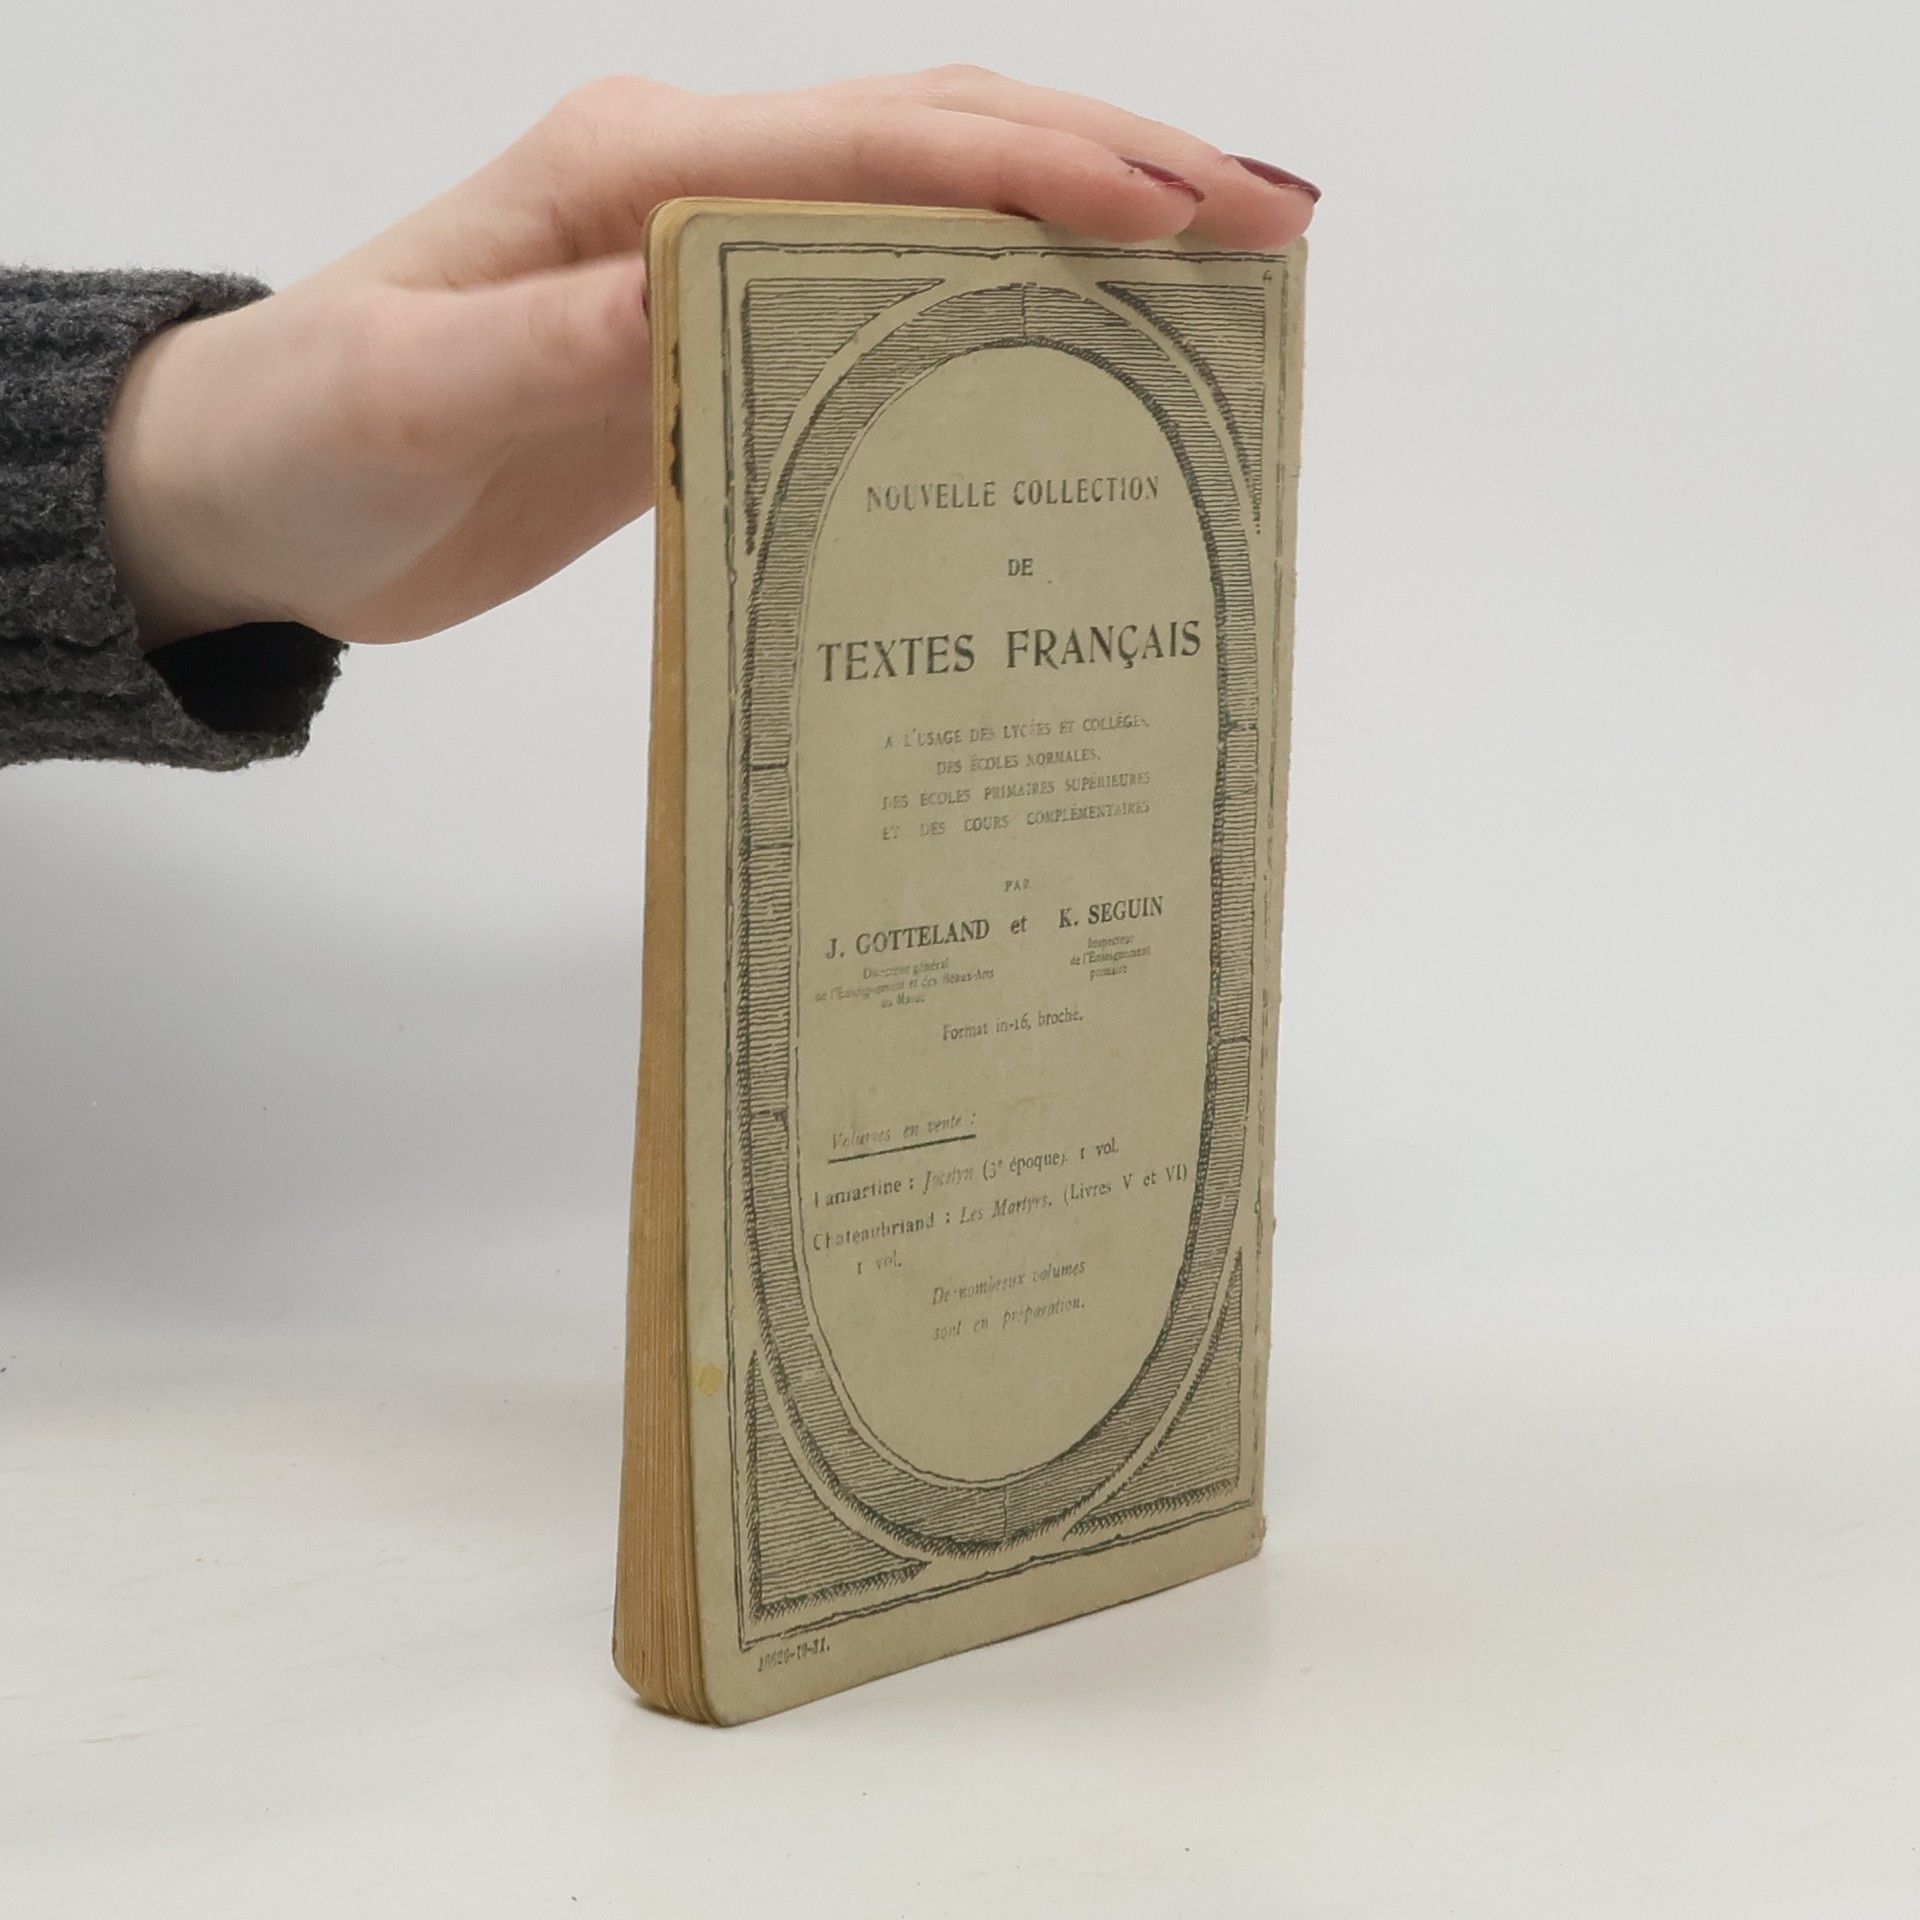 4
NOUVELLE COLLECTION
DE
TEXTES FRANÇAIS
A L'USAGE DES LYCÉES ET COLLÈGES,
DES ÉCOLES NORMALES,
DES ÉCOLES PRIMAIRES SUPÉRIEURES
ET DES COURS COMPLÉMENTAIRES
PAR
J. GOTTELAND et K. SEGUIN
Directeur général
de l'Enseignement et des Beaux-Arts
au Maroc
Inspecteur
de l'Enseignement
primaire
Format in-16, broché.
Volumes en vente :
Lamartine : Jocelyn (3e époque). 1 vol.
Chateaubriand : Les Martyrs. (Livres V et VI)
1 vol.
De nombreux volumes
sont en préparation.